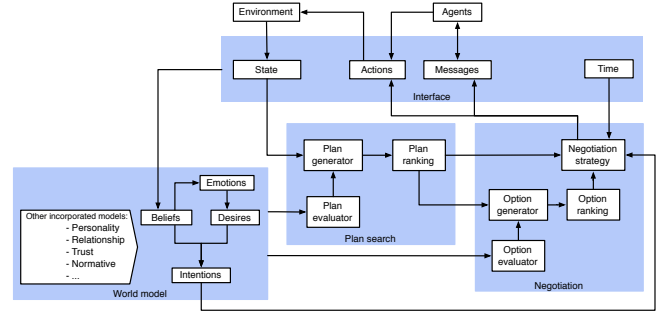 Environment
Agents
State
Actions
Messages
Time
Interface
Plan
generator
Plan
ranking
Negotiation
strategy
Emotions
Other incorporated models:
- Personality
- Relationship
- Trust
- Normative
- ...
Beliefs
Desires
Plan
evaluator
Option
generator
Option
ranking
Plan search
Option
evaluator
Intentions
World model
Negotiation